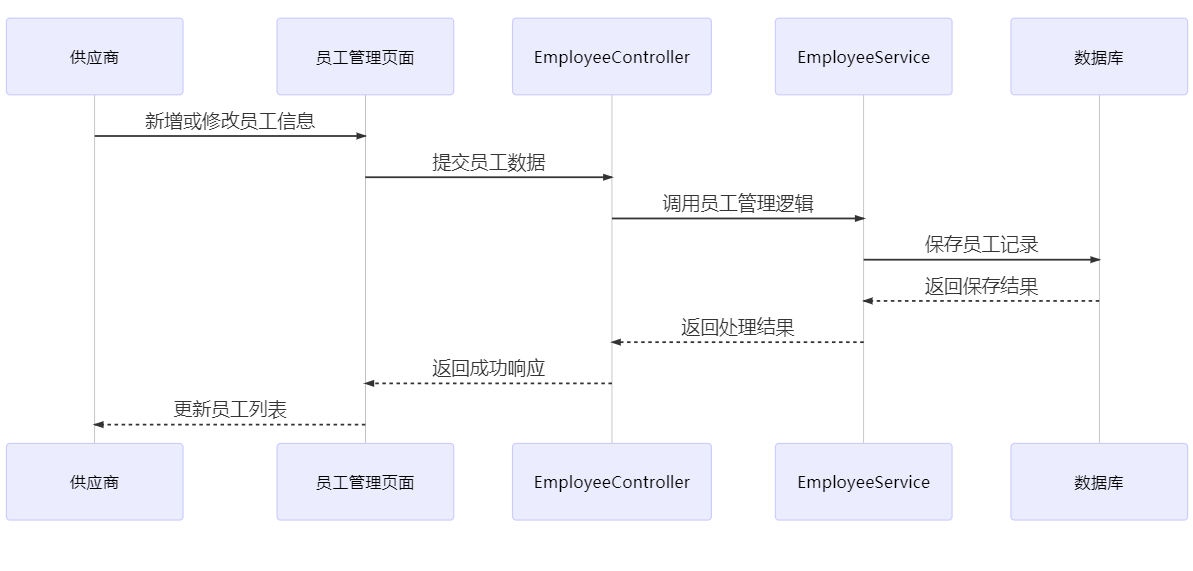 供应商
员工管理页面
EmployeeController
EmployeeService
数据库
新增或修改员工信息
提交员工数据
调用员工管理逻辑
保存员工记录
返回保存结果
返回处理结果
返回成功响应
更新员工列表
供应商
员工管理页面
EmployeeController
EmployeeService
数据库